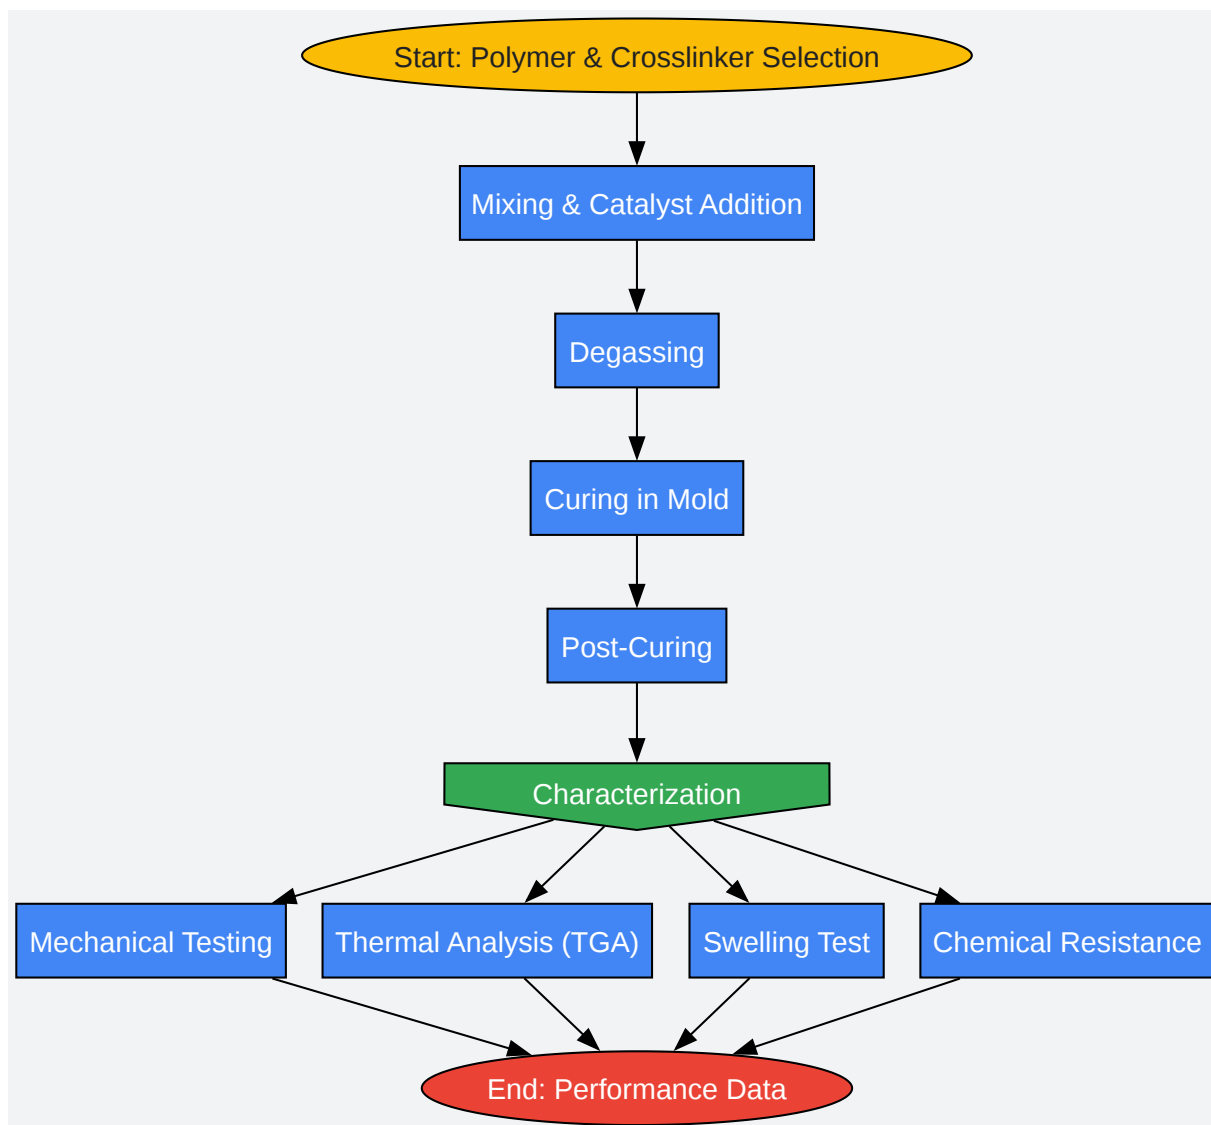 Start: Polymer & Crosslinker Selection
Mixing & Catalyst Addition
Degassing
Curing in Mold
Post-Curing
Characterization
Mechanical Testing
Thermal Analysis (TGA)
Swelling Test
Chemical Resistance
End: Performance Data